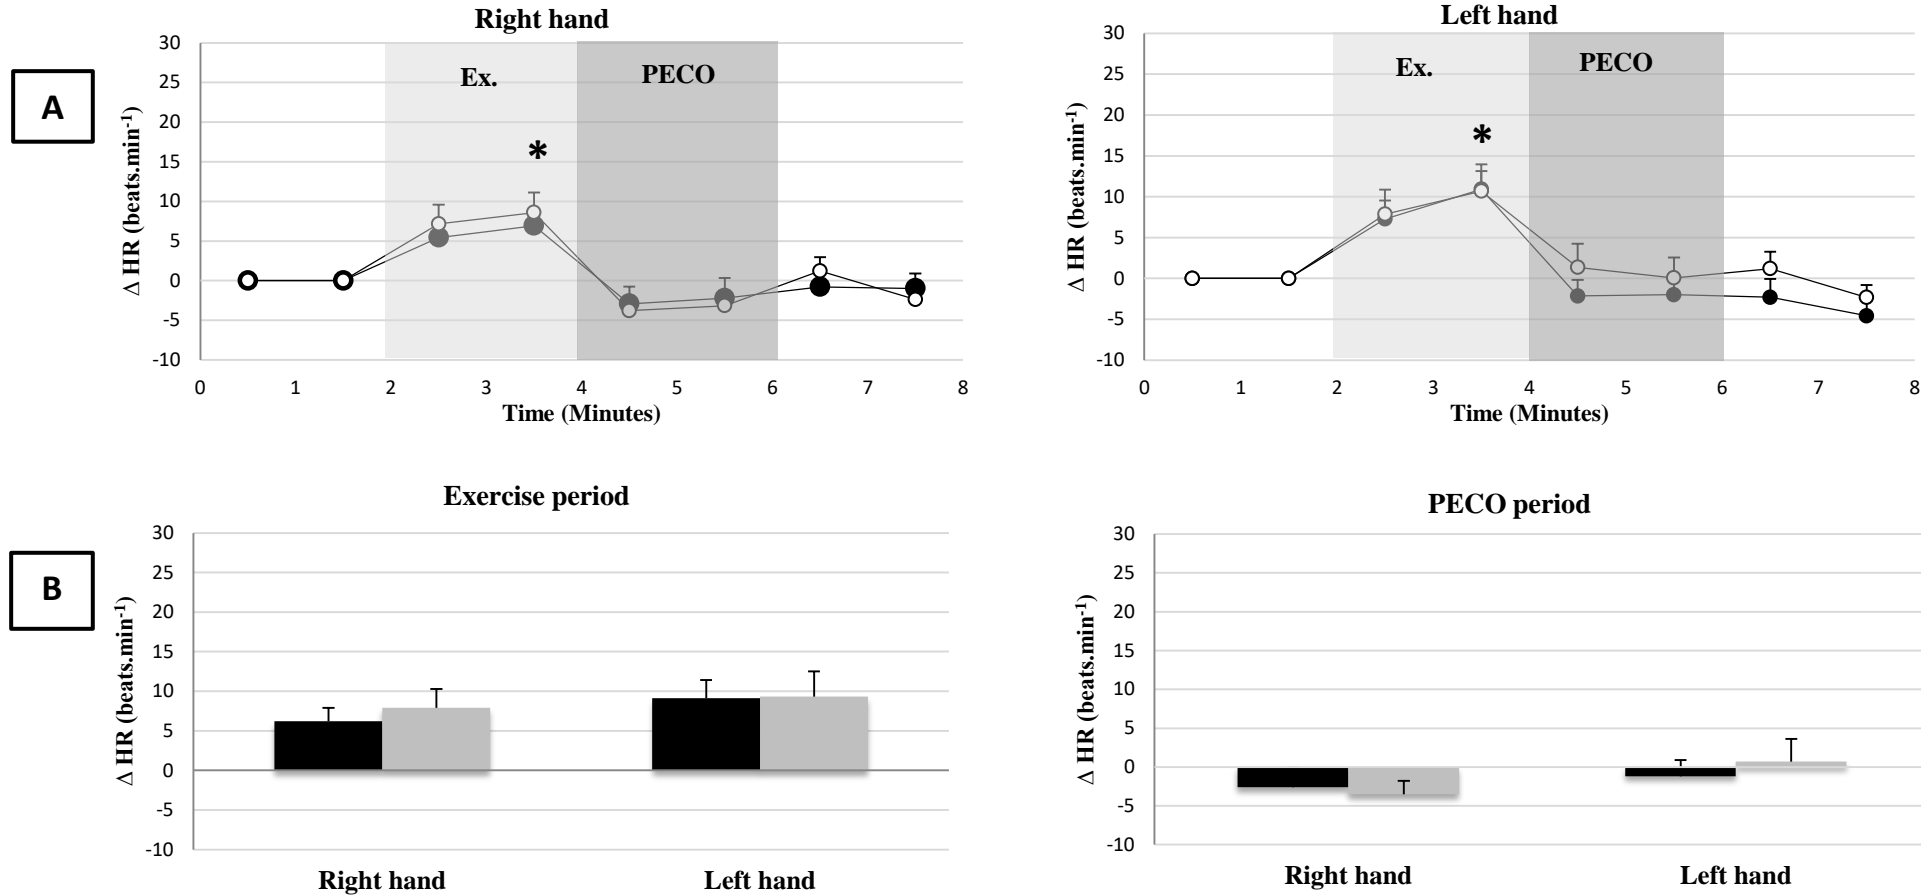 A
Right hand
Δ HR (beats.min-1)
30
25
20
15
10
5
0
-5
-10
Ex.
PECO
*
0 1 2 3 4 5 6 7 8
Time (Minutes)
Left hand
Δ HR (beats.min-1)
30
25
20
15
10
5
0
-5
-10
Ex.
PECO
*
0 1 2 3 4 5 6 7 8
Time (Minutes)
B
Exercise period
Δ HR (beats.min-1)
30
25
20
15
10
5
0
-5
-10
Right hand Left hand
PECO period
Δ HR (beats.min-1)
30
25
20
15
10
5
0
-5
-10
Right hand Left hand